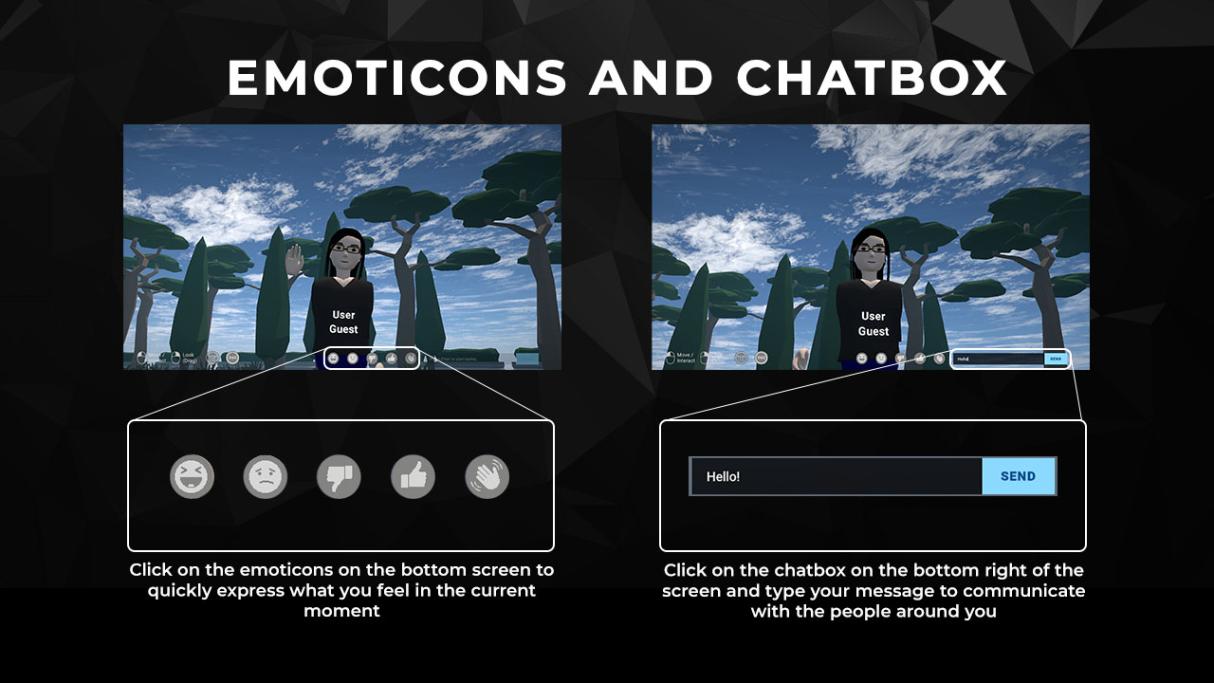 EMOTICONS AND CHATBOX
User
Guest
Look
(Drag)
User
Guest
Move /
Interact
Hello!
SEND
Hello!
SEND
Click on the emoticons on the bottom screen to
quickly express what you feel in the current
moment
Click on the chatbox on the bottom right of the
screen and type your message to communicate
with the people around you